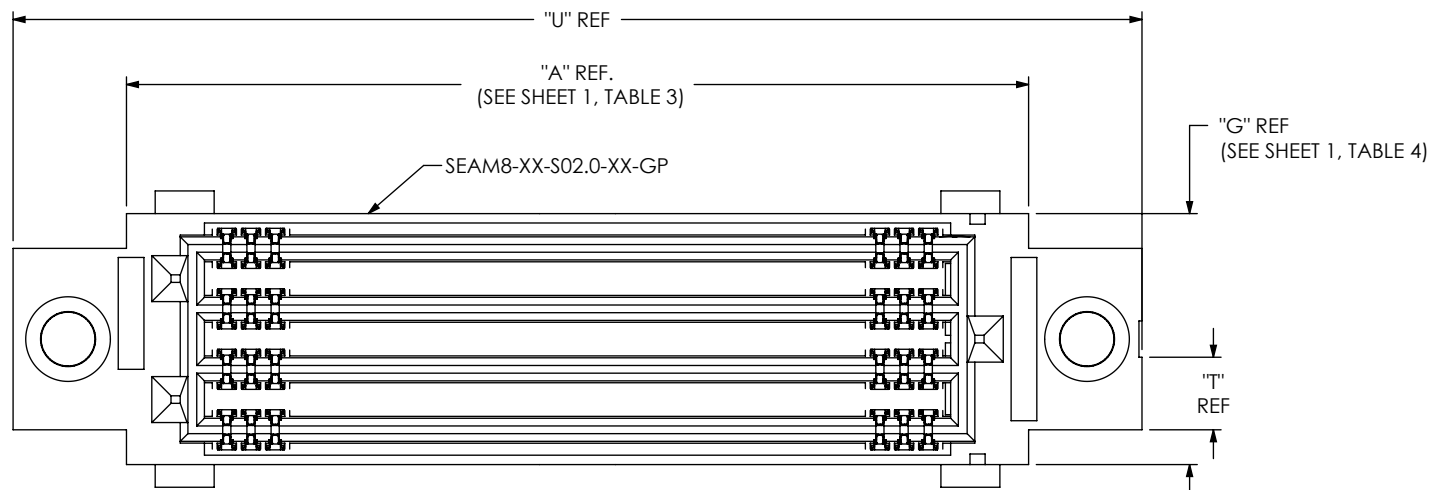 "U" REF
"A" REF.
(SEE SHEET 1, TABLE 3)
"G" REF
(SEE SHEET 1, TABLE 4)
SEAM8-XX-S02.0-XX-GP
"T"
REF